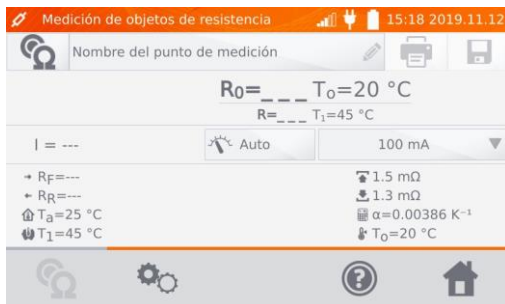 Medición de objetos de resistencia 15:18 2019.11.12
Nombre del punto de medición
R₀=_ _ _ T₀=20 °C
R=_ _ _ T₁=45 °C
I = --- Auto 100 mA
RF=--- 1.5 mΩ
RR=--- 1.3 mΩ
Ta=25 °C α=0.00386 K⁻¹
T1=45 °C To=20 °C